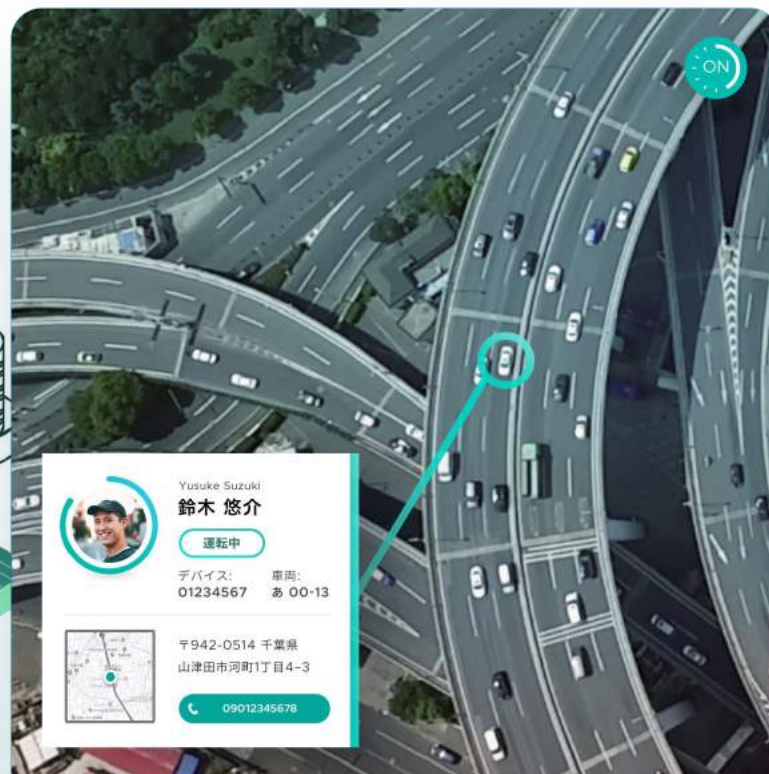 ON
Yusuke Suzuki
鈴木 悠介
運転中
デバイス: 車両:
01234567 あ 00-13
〒942-0514 千葉県
山津田市河町1丁目4-3
09012345678